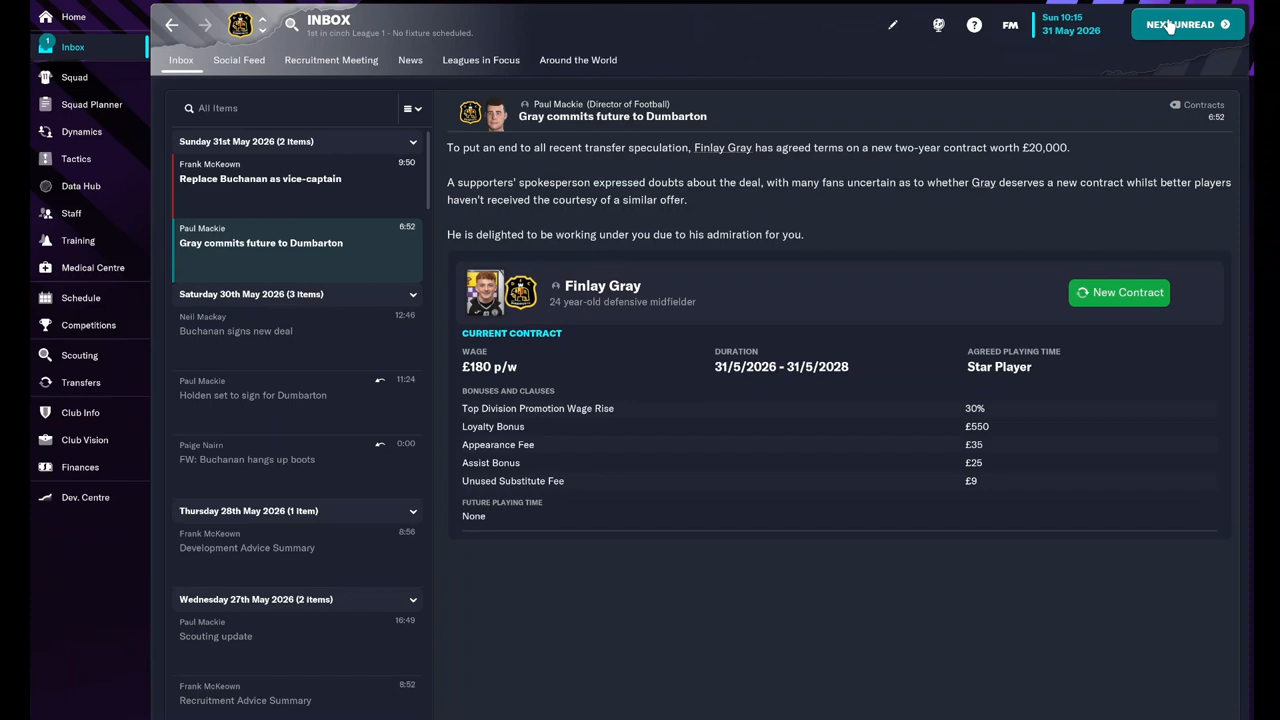 Home
1
Inbox
Squad
Squad Planner
Dynamics
Tactics
Data Hub
Staff
Training
Medical Centre
Schedule
Competitions
Scouting
Transfers
Club Info
Club Vision
Finances
Dev. Centre
INBOX
1st in cinch League 1 - No fixture scheduled.
FM
Sun 10:15
31 May 2026
NEXT UNREAD
Inbox
Social Feed
Recruitment Meeting
News
Leagues in Focus
Around the World
All Items
Sunday 31st May 2026 (2 items)
Frank McKeown 9:50
Replace Buchanan as vice-captain
Paul Mackie 6:52
Gray commits future to Dumbarton
Saturday 30th May 2026 (3 items)
Neil Mackay 12:46
Buchanan signs new deal
Paul Mackie 11:24
Holden set to sign for Dumbarton
Paige Nairn 0:00
FW: Buchanan hangs up boots
Thursday 28th May 2026 (1 item)
Frank McKeown 8:56
Development Advice Summary
Wednesday 27th May 2026 (2 items)
Paul Mackie 16:49
Scouting update
Frank McKeown 8:52
Recruitment Advice Summary
Paul Mackie (Director of Football)
Gray commits future to Dumbarton
Contracts
6:52
To put an end to all recent transfer speculation, Finlay Gray has agreed terms on a new two-year contract worth £20,000.
A supporters' spokesperson expressed doubts about the deal, with many fans uncertain as to whether Gray deserves a new contract whilst better players
haven't received the courtesy of a similar offer.
He is delighted to be working under you due to his admiration for you.
Finlay Gray
24 year-old defensive midfielder
New Contract
CURRENT CONTRACT
WAGE DURATION AGREED PLAYING TIME
£180 p/w 31/5/2026 - 31/5/2028 Star Player
BONUSES AND CLAUSES
Top Division Promotion Wage Rise 30%
Loyalty Bonus £550
Appearance Fee £35
Assist Bonus £25
Unused Substitute Fee £9
FUTURE PLAYING TIME
None